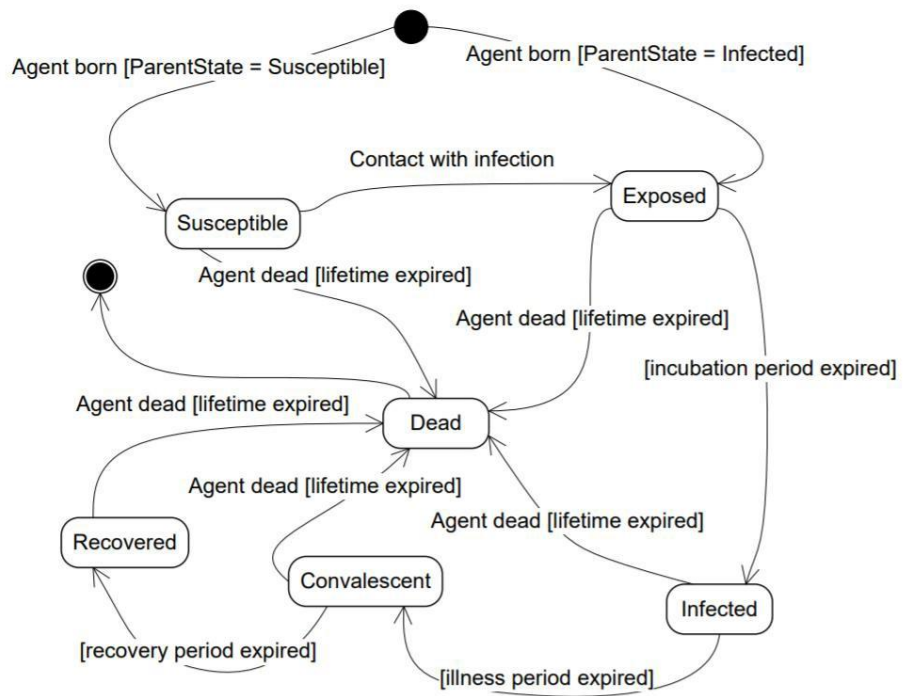 Agent born [ParentState = Susceptible]
Agent born [ParentState = Infected]
Contact with infection
Exposed
Susceptible
Agent dead [lifetime expired]
Agent dead [lifetime expired]
[incubation period expired]
Agent dead [lifetime expired]
Dead
Agent dead [lifetime expired]
Agent dead [lifetime expired]
Recovered
Convalescent
Infected
[recovery period expired]
[illness period expired]